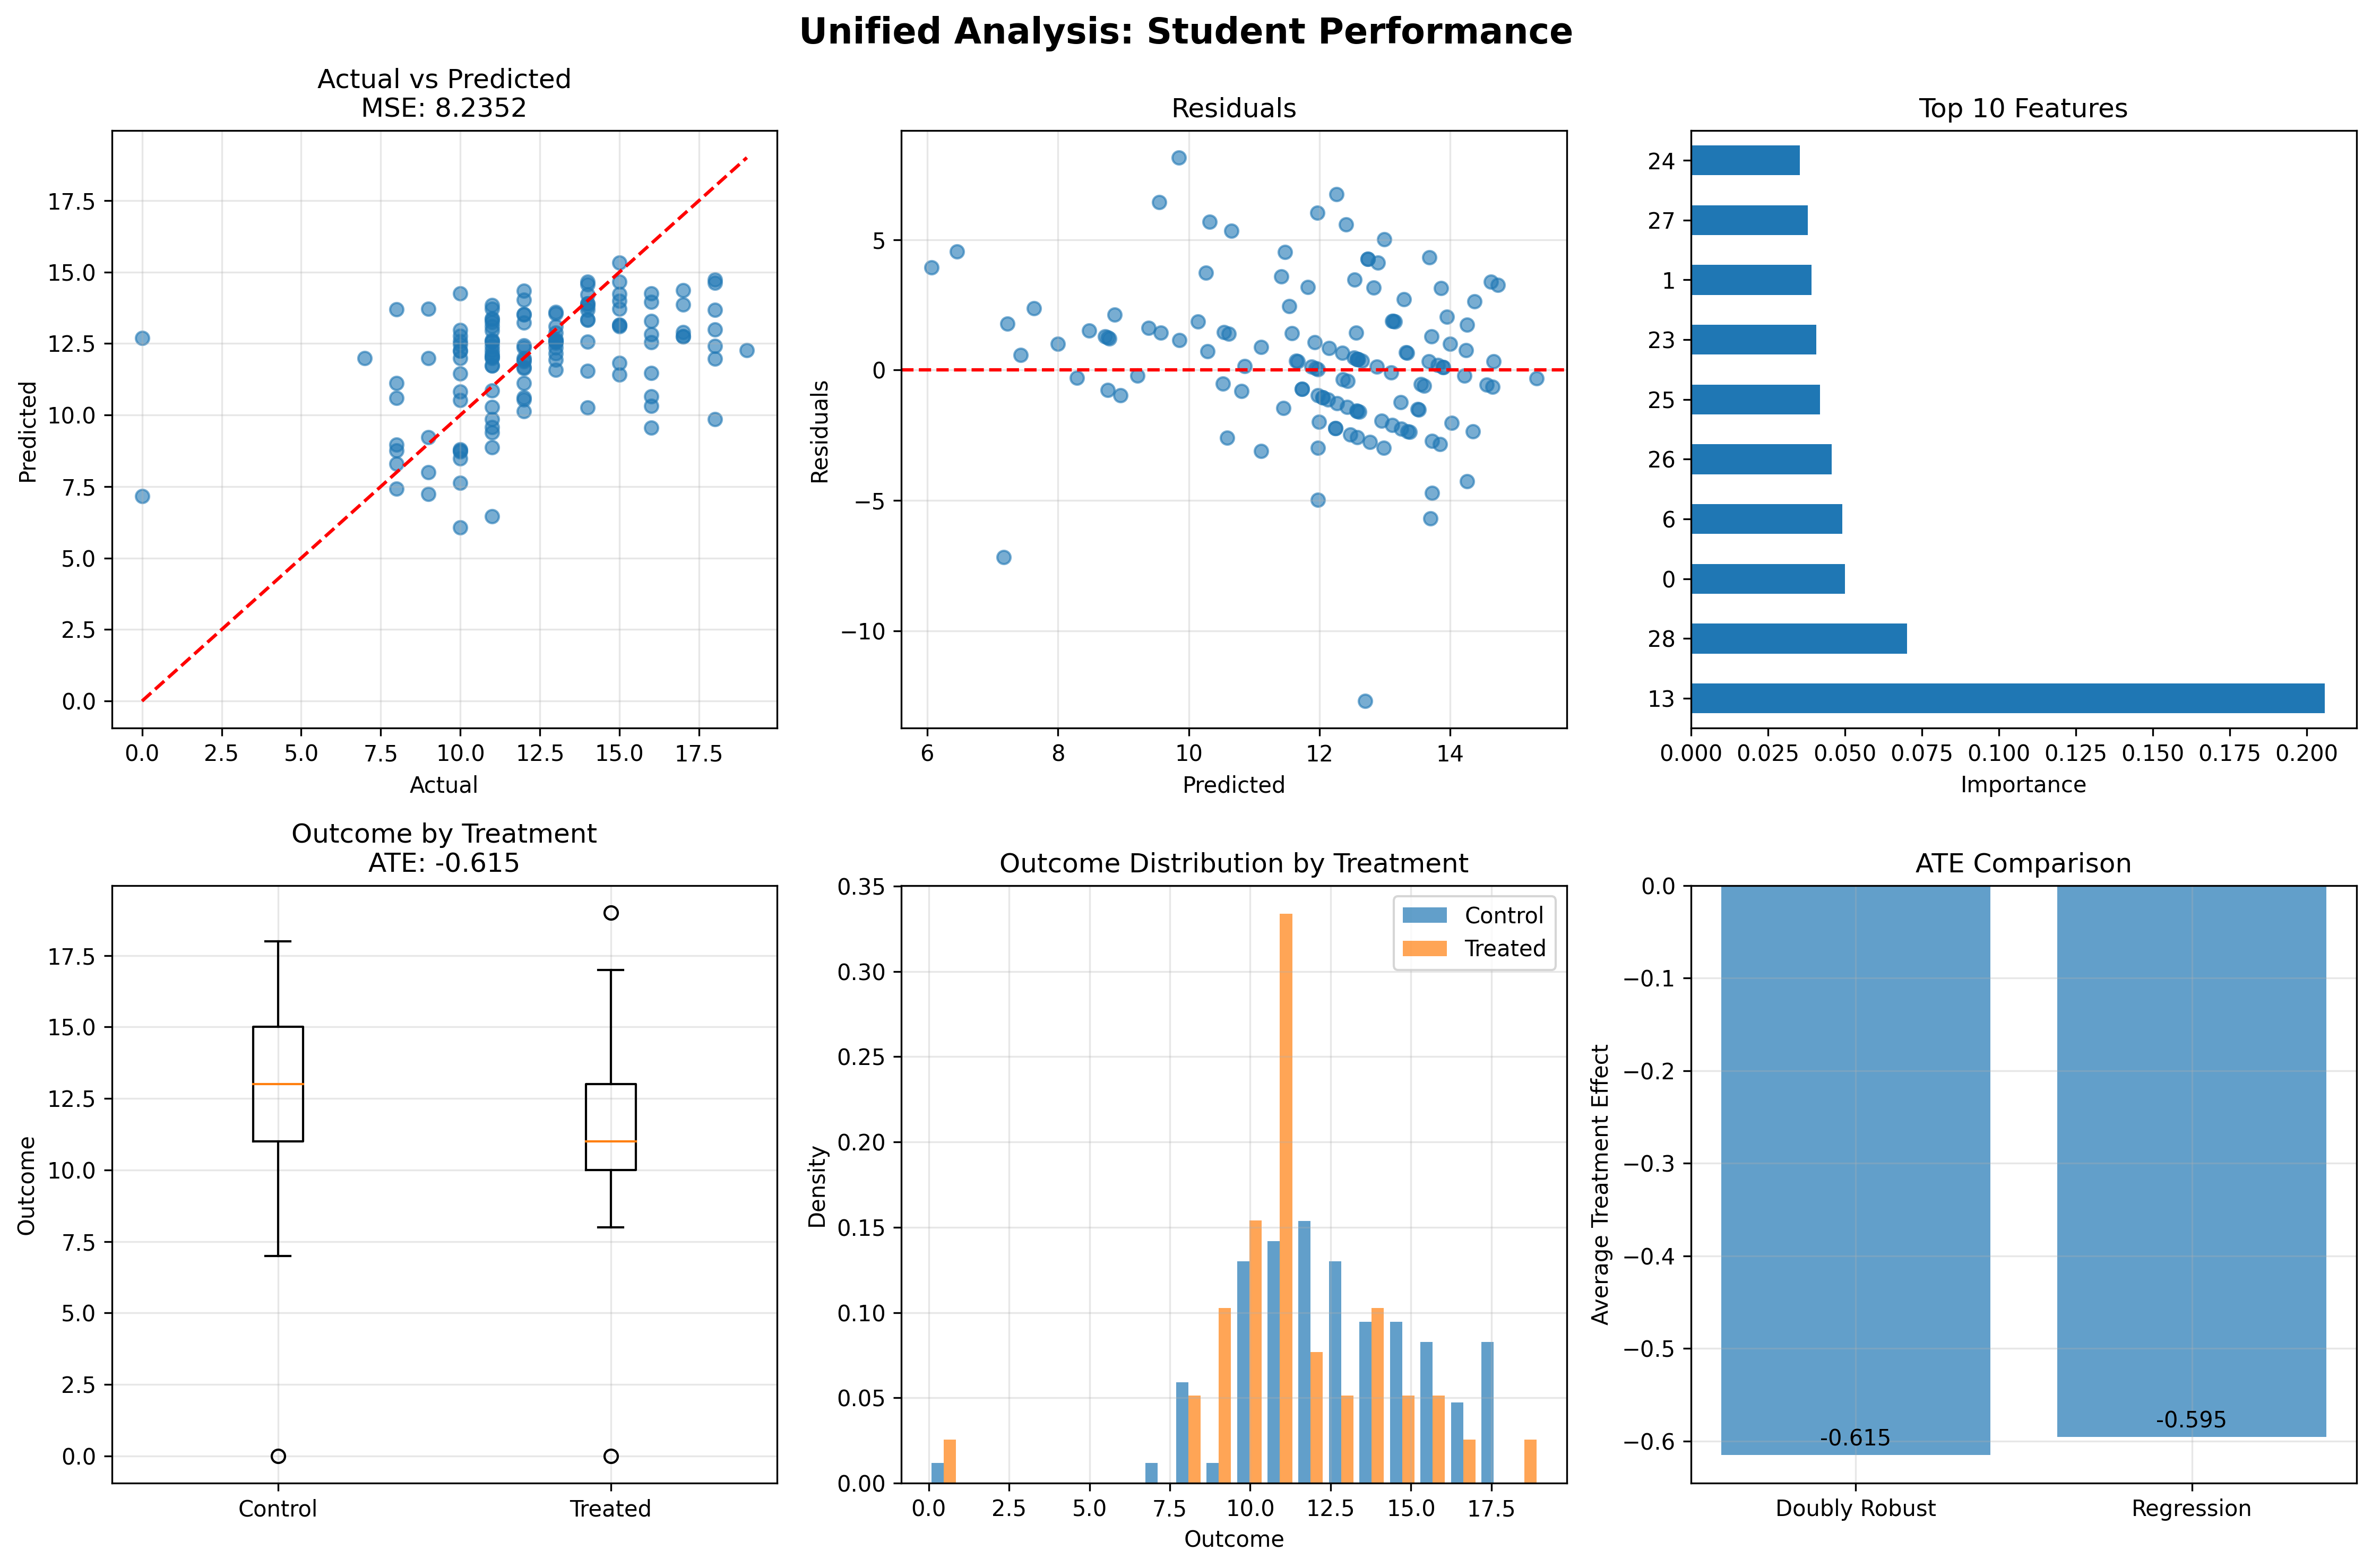 Unified Analysis: Student Performance
Actual vs Predicted
MSE: 8.2352
Predicted
17.5
15.0
12.5
10.0
7.5
5.0
2.5
0.0
0.0 2.5 5.0 7.5 10.0 12.5 15.0 17.5
Actual
Residuals
Residuals
5
0
−5
−10
6 8 10 12 14
Predicted
Top 10 Features
24
27
1
23
25
26
6
0
28
13
0.000 0.025 0.050 0.075 0.100 0.125 0.150 0.175 0.200
Importance
Outcome by Treatment
ATE: -0.615
Outcome
17.5
15.0
12.5
10.0
7.5
5.0
2.5
0.0
Control Treated
Outcome Distribution by Treatment
Density
0.35
0.30
0.25
0.20
0.15
0.10
0.05
0.00
Control
Treated
0.0 2.5 5.0 7.5 10.0 12.5 15.0 17.5
Outcome
ATE Comparison
Average Treatment Effect
0.0
−0.1
−0.2
−0.3
−0.4
−0.5
−0.6
-0.615
-0.595
Doubly Robust Regression